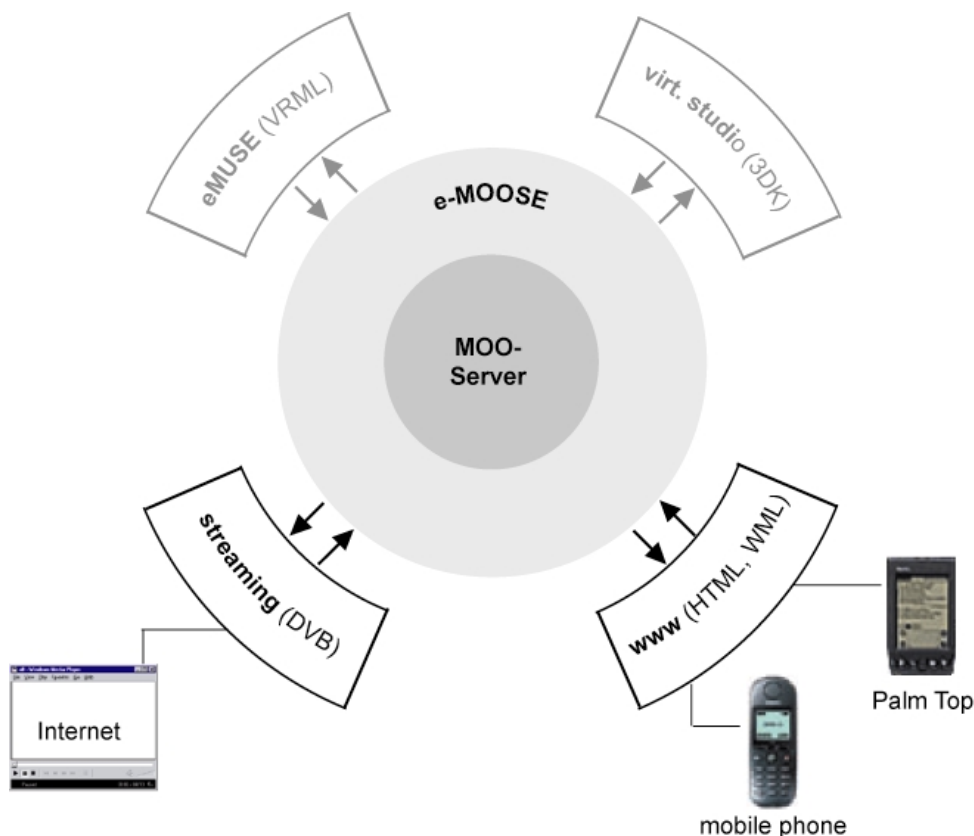 eMUSE (VRML)
virt. studio (3DK)
e-MOOSE
MOO-
Server
streaming (DVB)
www (HTML, WML)
Internet
Palm Top
mobile phone